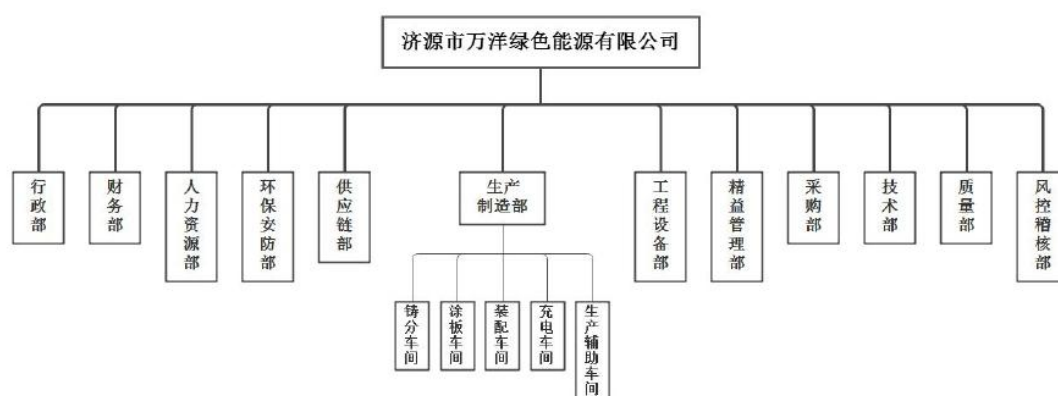 济源市万洋绿色能源有限公司
行政部
财务部
人力资源部
环保安防部
供应链部
生产
制造部
工程设备部
精益管理部
采购部
技术部
质量部
风控稽核部
铸分车间
涂板车间
装配车间
充电车间
生产辅助车间